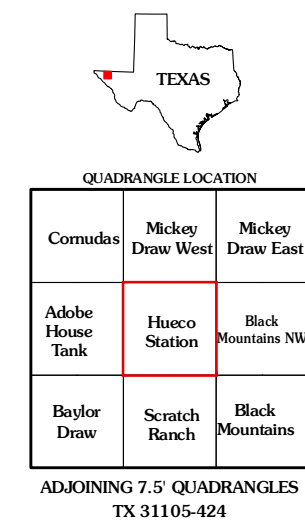 TEXAS
QUADRANGLE LOCATION
Cornudas
Mickey
Draw West
Mickey
Draw East
Adobe
House
Tank
Hueco
Station
Black
Mountains NW
Baylor
Draw
Scratch
Ranch
Black
Mountains
ADJOINING 7.5' QUADRANGLES
TX 31105-424